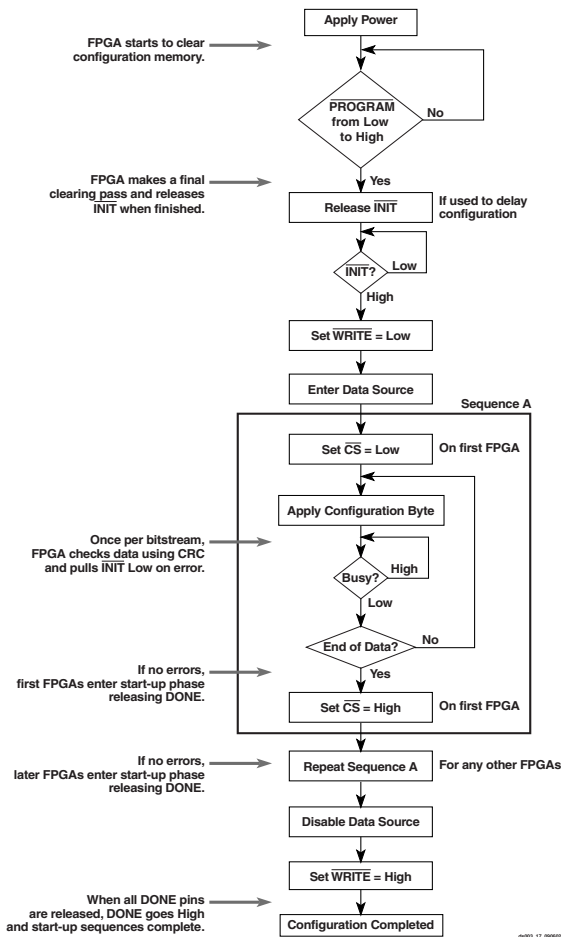 Apply Power
FPGA starts to clear
configuration memory.
PROGRAM
from Low
to High
No
Yes
FPGA makes a final
clearing pass and releases
INIT when finished.
Release INIT
If used to delay
configuration
INIT?
Low
High
Set WRITE = Low
Enter Data Source
Sequence A
Set CS = Low
On first FPGA
Apply Configuration Byte
Once per bitstream,
FPGA checks data using CRC
and pulls INIT Low on error.
High
Busy?
Low
End of Data?
No
Yes
If no errors,
first FPGAs enter start-up phase
releasing DONE.
Set CS = High
On first FPGA
If no errors,
later FPGAs enter start-up phase
releasing DONE.
Repeat Sequence A
For any other FPGAs
Disable Data Source
Set WRITE = High
When all DONE pins
are released, DONE goes High
and start-up sequences complete.
Configuration Completed